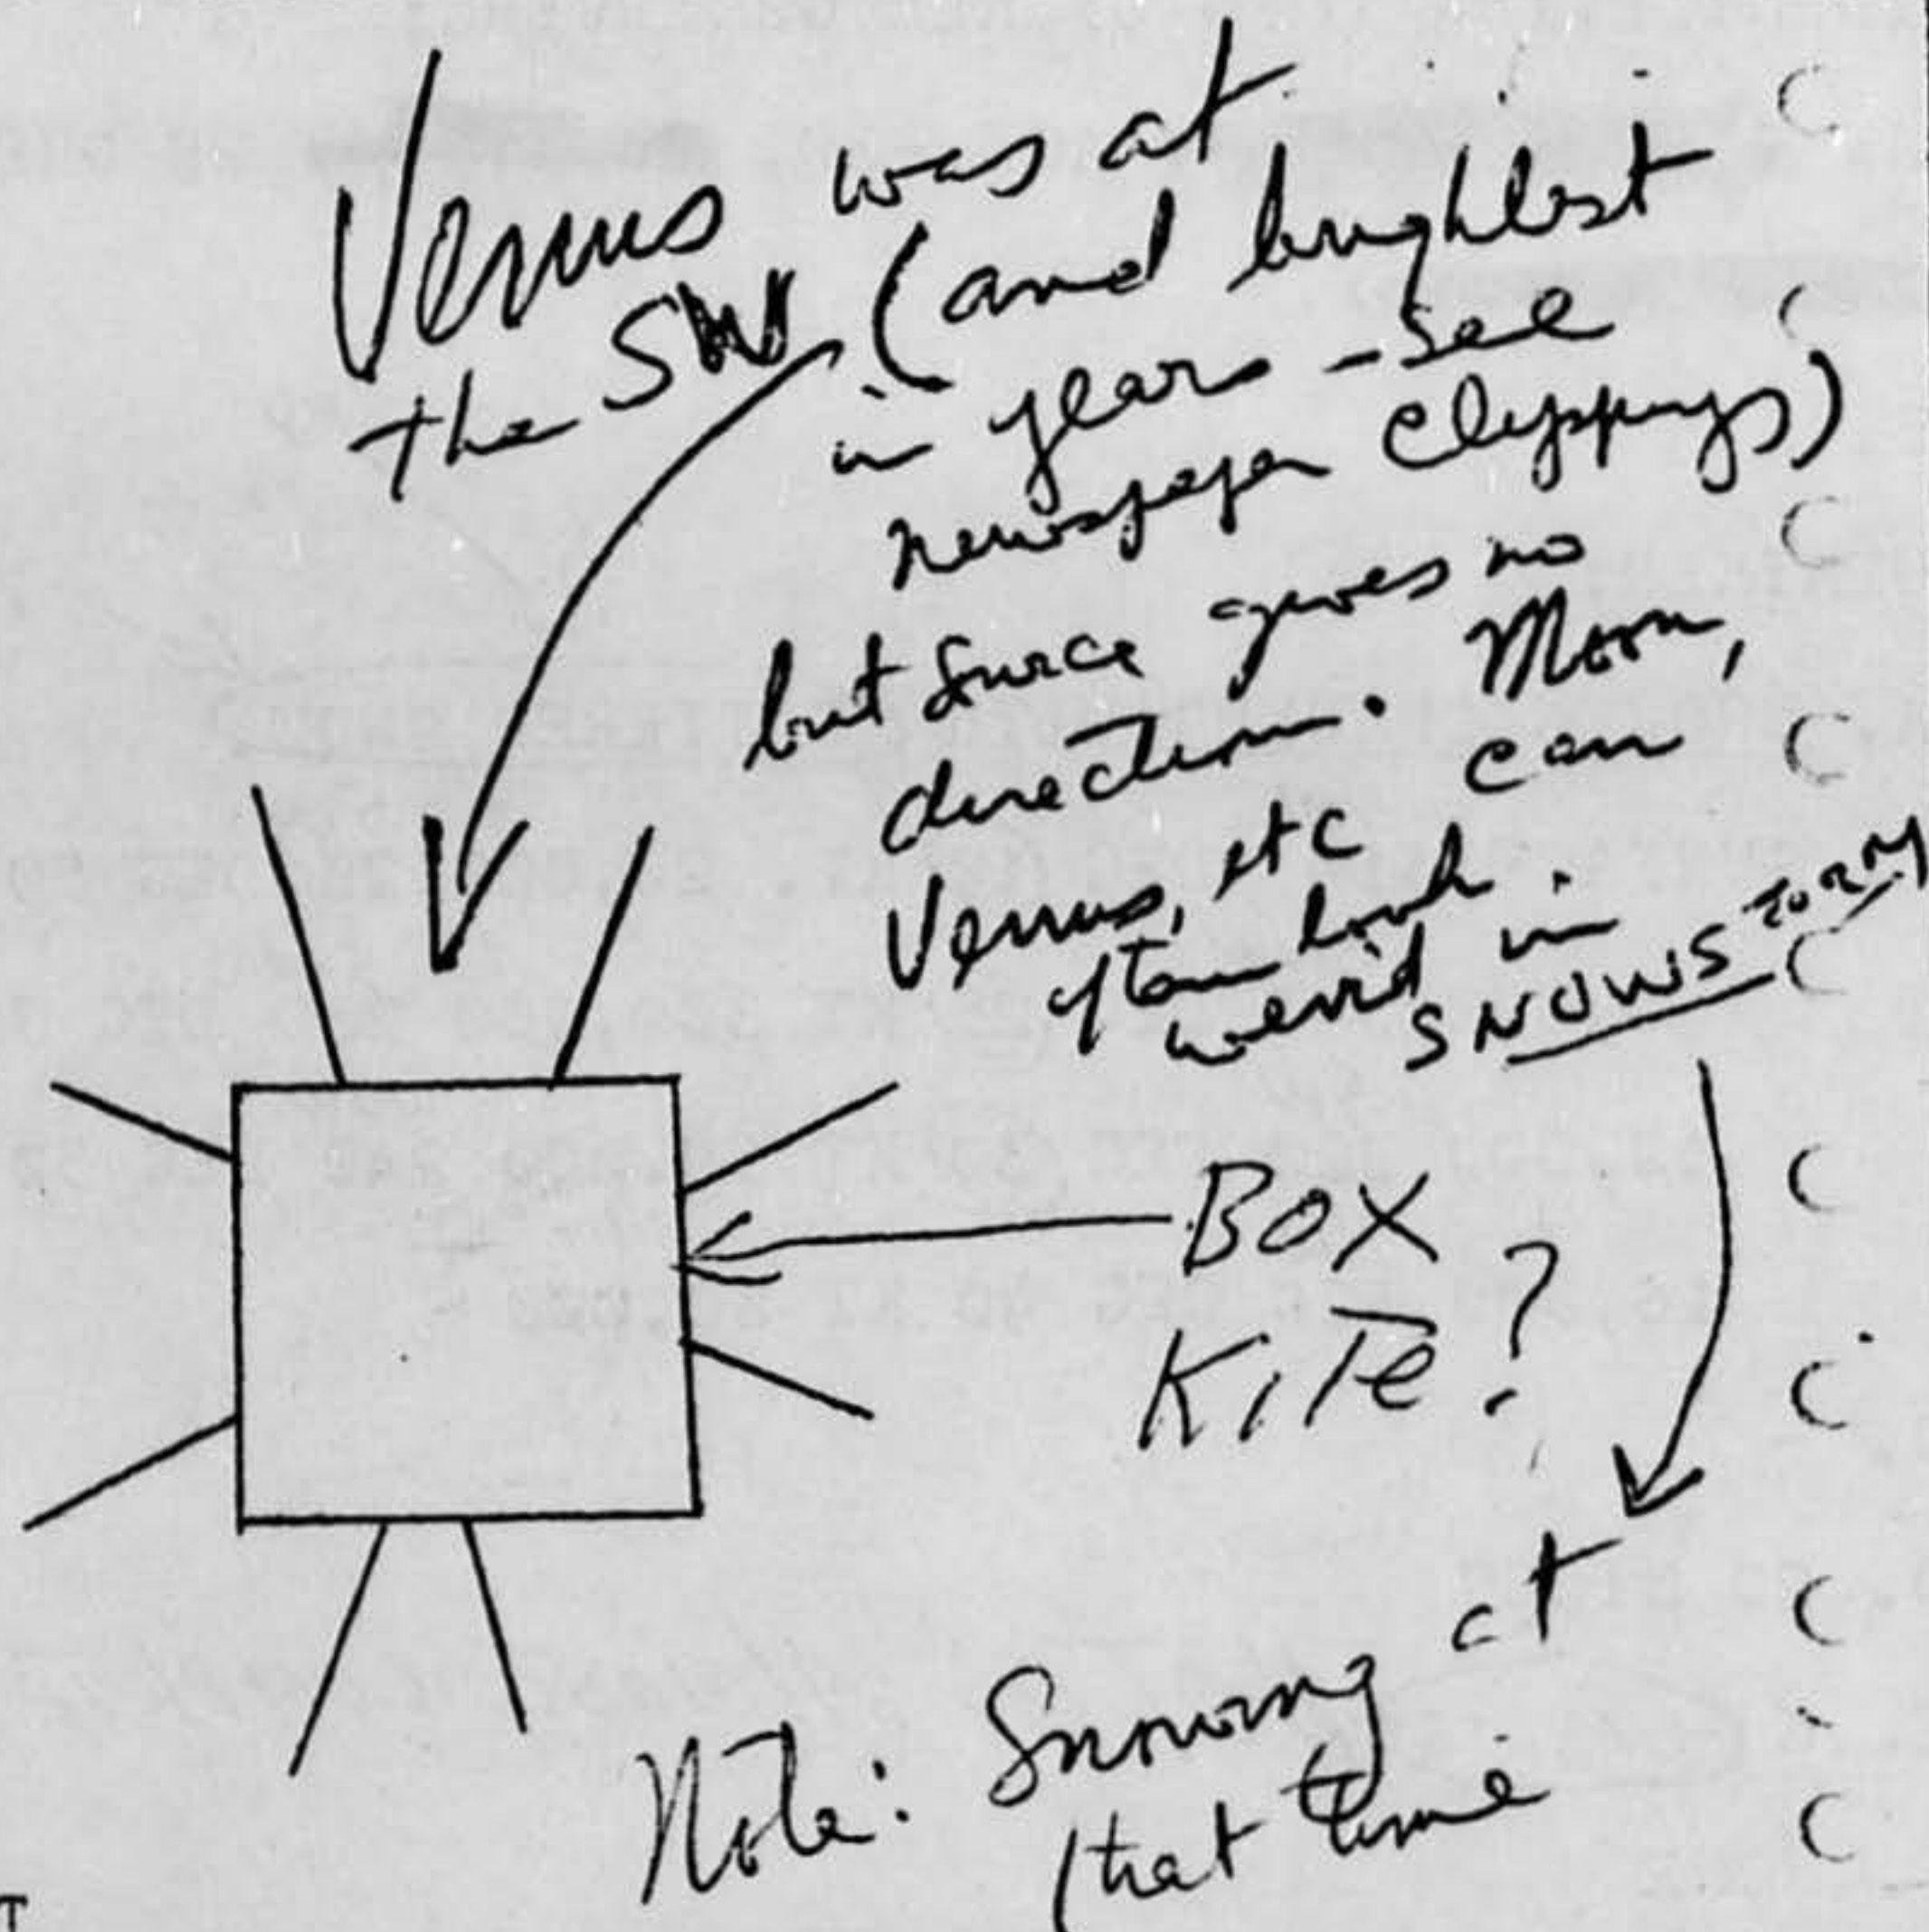 Venus was at
the SW (and brightest
in years - see
newspaper clippings)
but source gives no
direction. Moon,
Venus, etc can
often look
weird in
SNOWSTORM
BOX
KiTe?
Note: Snowing at
that time
T